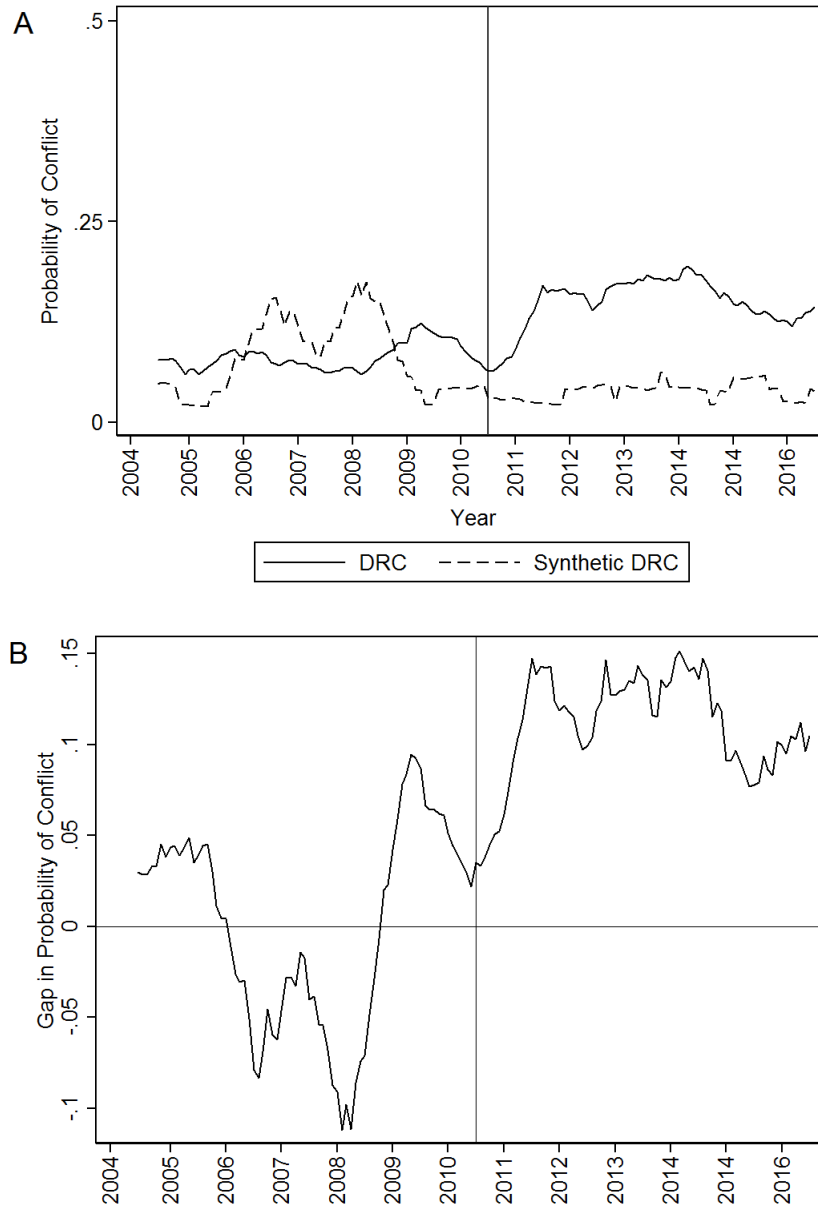 A
Probability of Conflict
.5
.25
0
2004 2005 2006 2007 2008 2009 2010 2011 2012 2013 2014 2014 2016
Year
DRC Synthetic DRC
B
Gap in Probability of Conflict
.15
.1
.05
0
-.05
-.1
2004 2005 2006 2007 2008 2009 2010 2011 2012 2013 2014 2014 2016